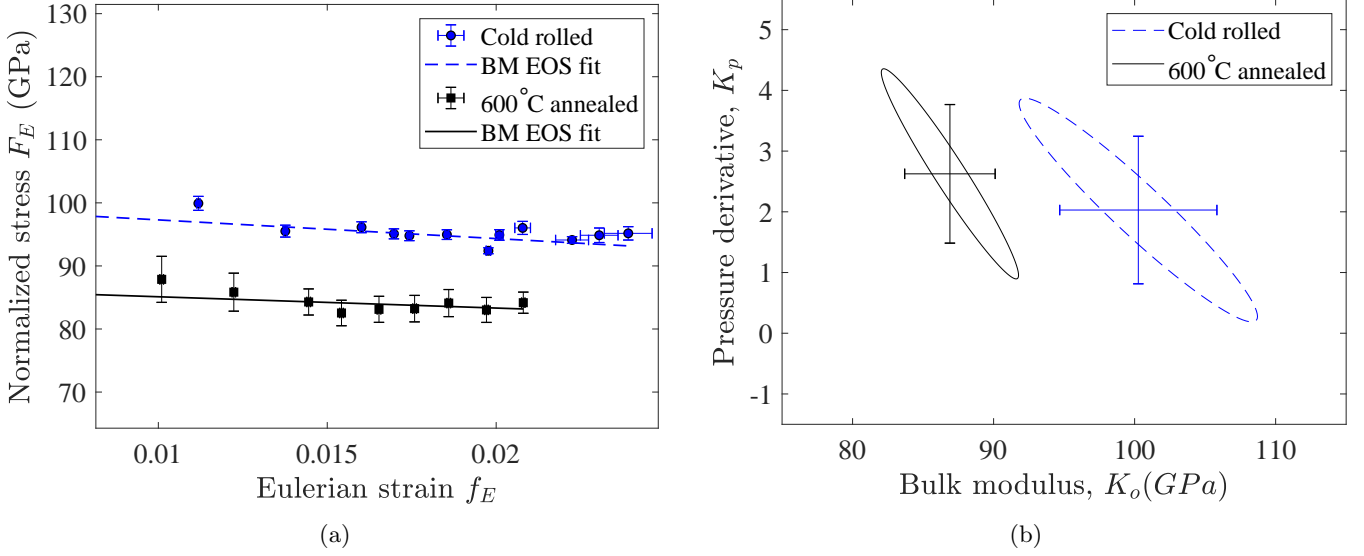 130
120
110
100
90
80
70
Normalized stress F_E (GPa)
Cold rolled
BM EOS fit
600°C annealed
BM EOS fit
0.01 0.015 0.02
Eulerian strain f_E
(a)
5
4
3
2
1
0
-1
Pressure derivative, K_p
Cold rolled
600°C annealed
80 90 100 110
Bulk modulus, K_o(GPa)
(b)